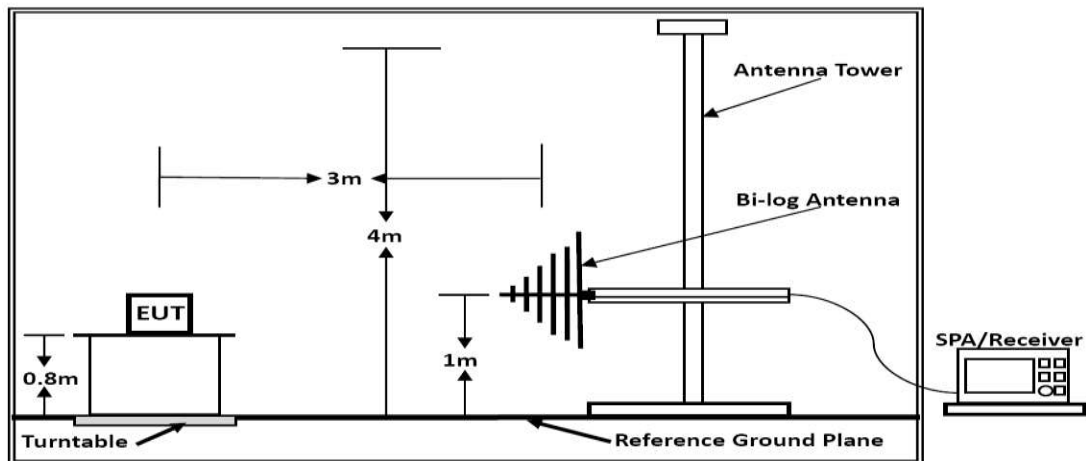 Antenna Tower
3m
Bi-log Antenna
4m
EUT
1m
SPA/Receiver
0.8m
Turntable
Reference Ground Plane